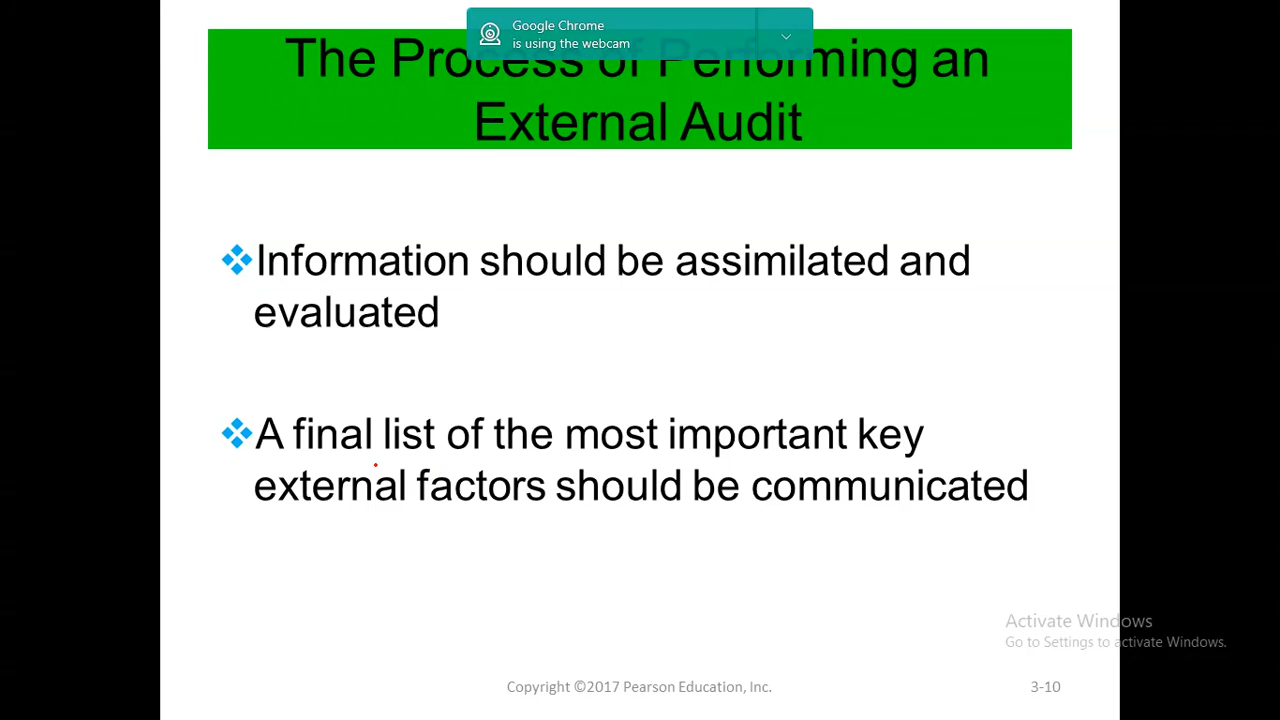 Google Chrome
is using the webcam
The Process of Performing an
External Audit
Information should be assimilated and
evaluated
A final list of the most important key
external factors should be communicated
Activate Windows
Go to Settings to activate Windows.
Copyright ©2017 Pearson Education, Inc.
3-10